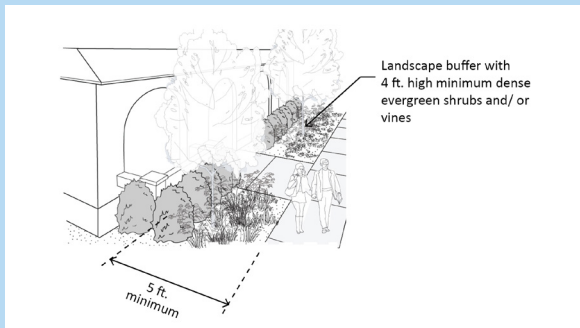 Landscape buffer with
4 ft. high minimum dense
evergreen shrubs and/ or
vines
5 ft.
minimum